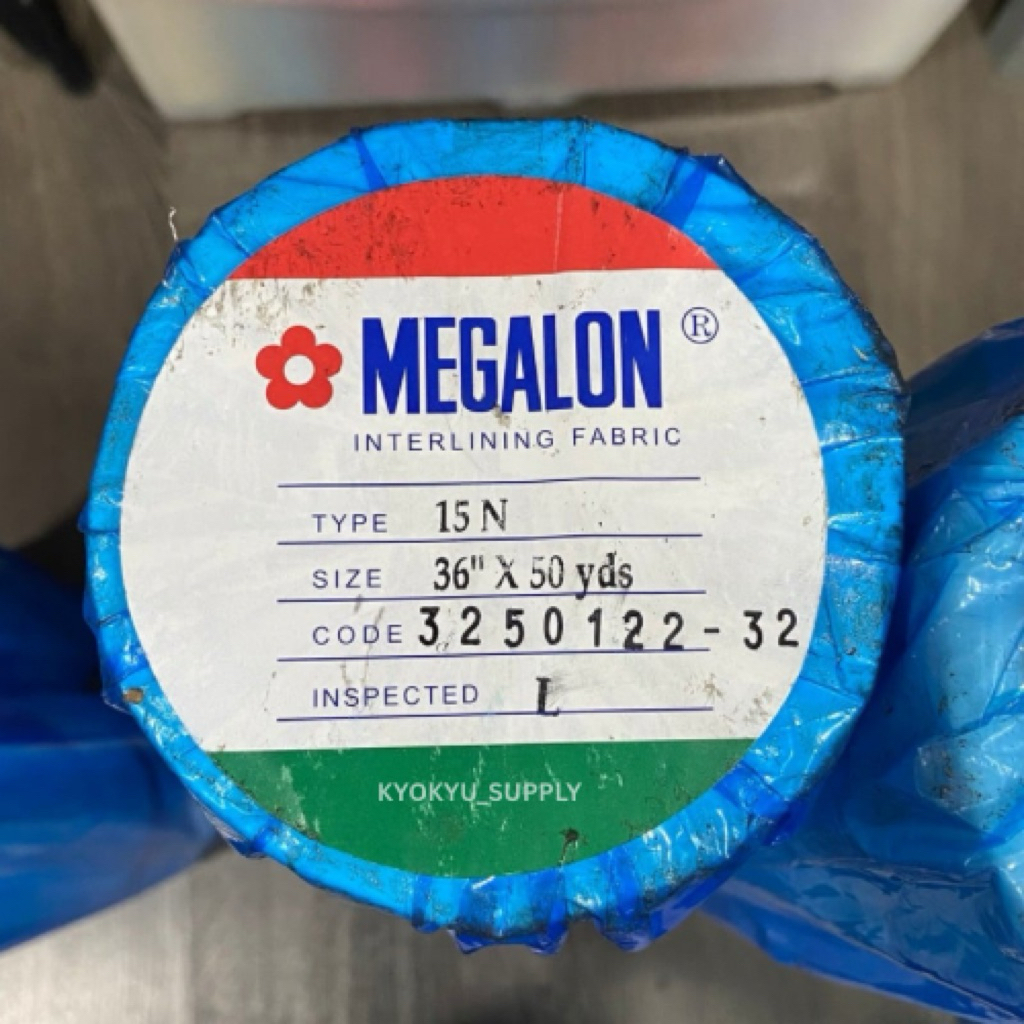 MEGALON ®
INTERLINING FABRIC
TYPE 15 N
SIZE 36" X 50 yds
CODE 3250122-32
INSPECTED L
KYOKYU_SUPPLY